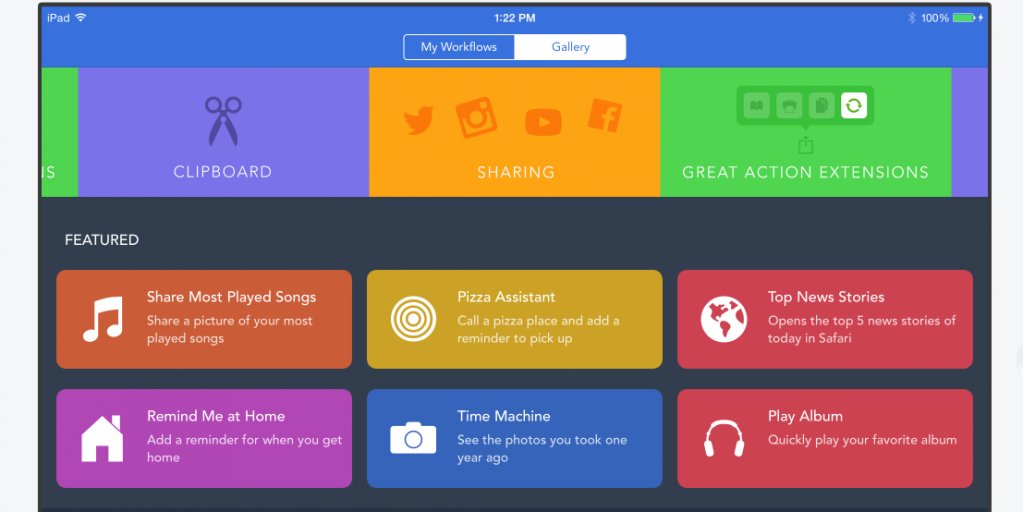 iPad 1:22 PM 100%
My Workflows Gallery
NS CLIPBOARD SHARING GREAT ACTION EXTENSIONS
FEATURED
Share Most Played Songs
Share a picture of your most
played songs
Pizza Assistant
Call a pizza place and add a
reminder to pick up
Top News Stories
Opens the top 5 news stories of
today in Safari
Remind Me at Home
Add a reminder for when you get
home
Time Machine
See the photos you took one
year ago
Play Album
Quickly play your favorite album